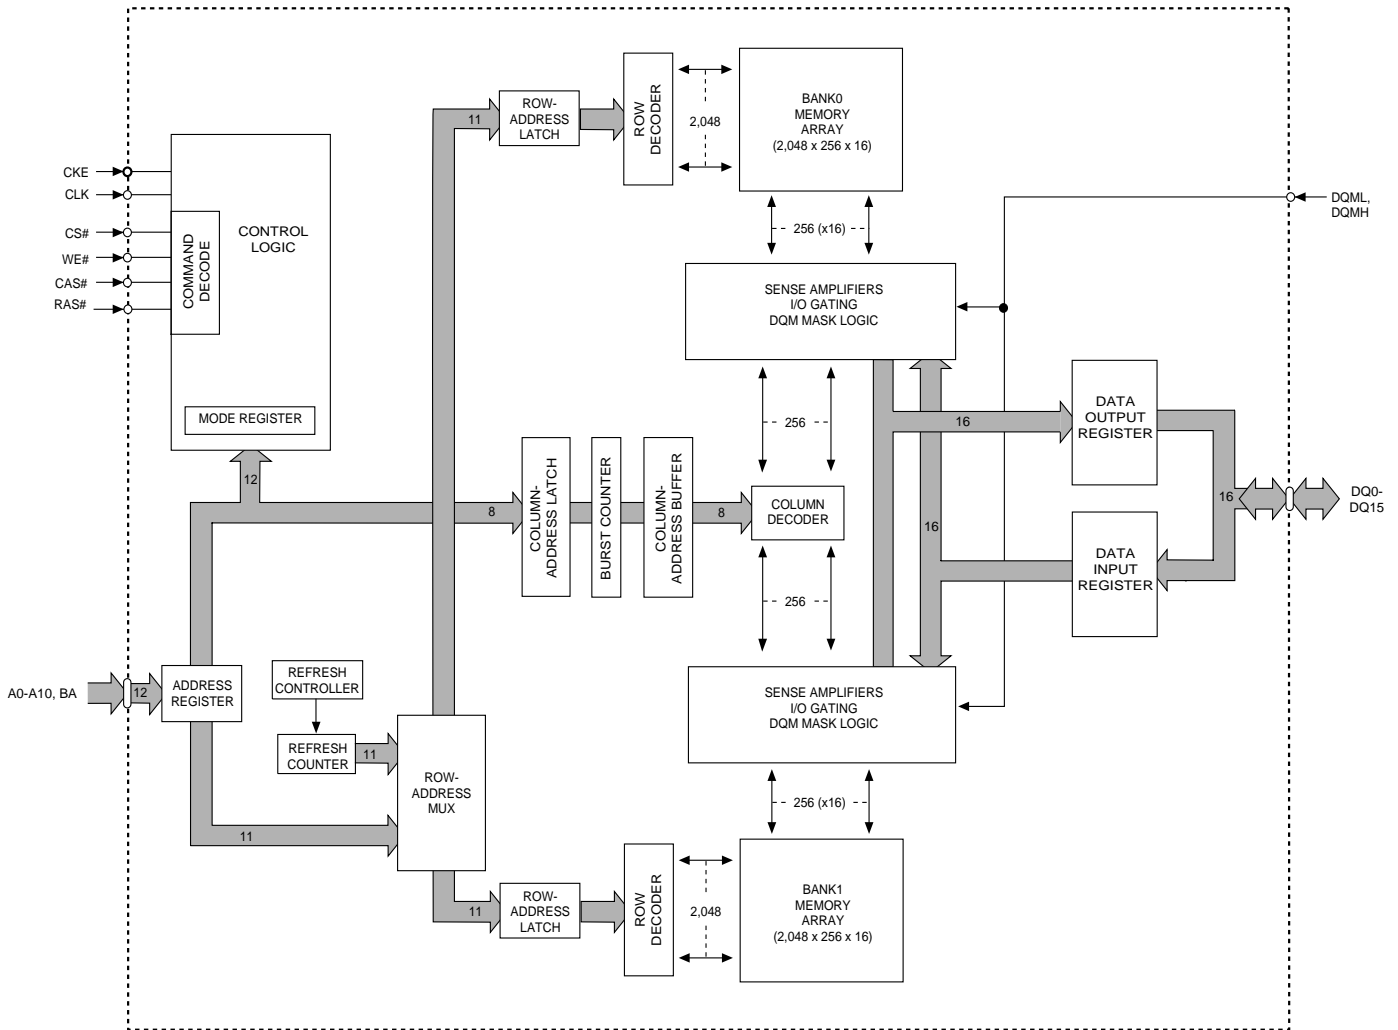 ROW-
ADDRESS
LATCH
11
ROW
DECODER
2,048
BANK0
MEMORY
ARRAY
(2,048 x 256 x 16)
CKE
CLK
CS#
WE#
CAS#
RAS#
COMMAND
DECODE
CONTROL
LOGIC
MODE REGISTER
12
DQML,
DQMH
256 (x16)
SENSE AMPLIFIERS
I/O GATING
DQM MASK LOGIC
256
16
DATA
OUTPUT
REGISTER
8
COLUMN-
ADDRESS LATCH
BURST COUNTER
COLUMN-
ADDRESS BUFFER
8
COLUMN
DECODER
16
16
DQ0-
DQ15
DATA
INPUT
REGISTER
256
A0-A10, BA
12
ADDRESS
REGISTER
REFRESH
CONTROLLER
REFRESH
COUNTER
11
ROW-
ADDRESS
MUX
11
SENSE AMPLIFIERS
I/O GATING
DQM MASK LOGIC
256 (x16)
11
ROW-
ADDRESS
LATCH
ROW
DECODER
2,048
BANK1
MEMORY
ARRAY
(2,048 x 256 x 16)